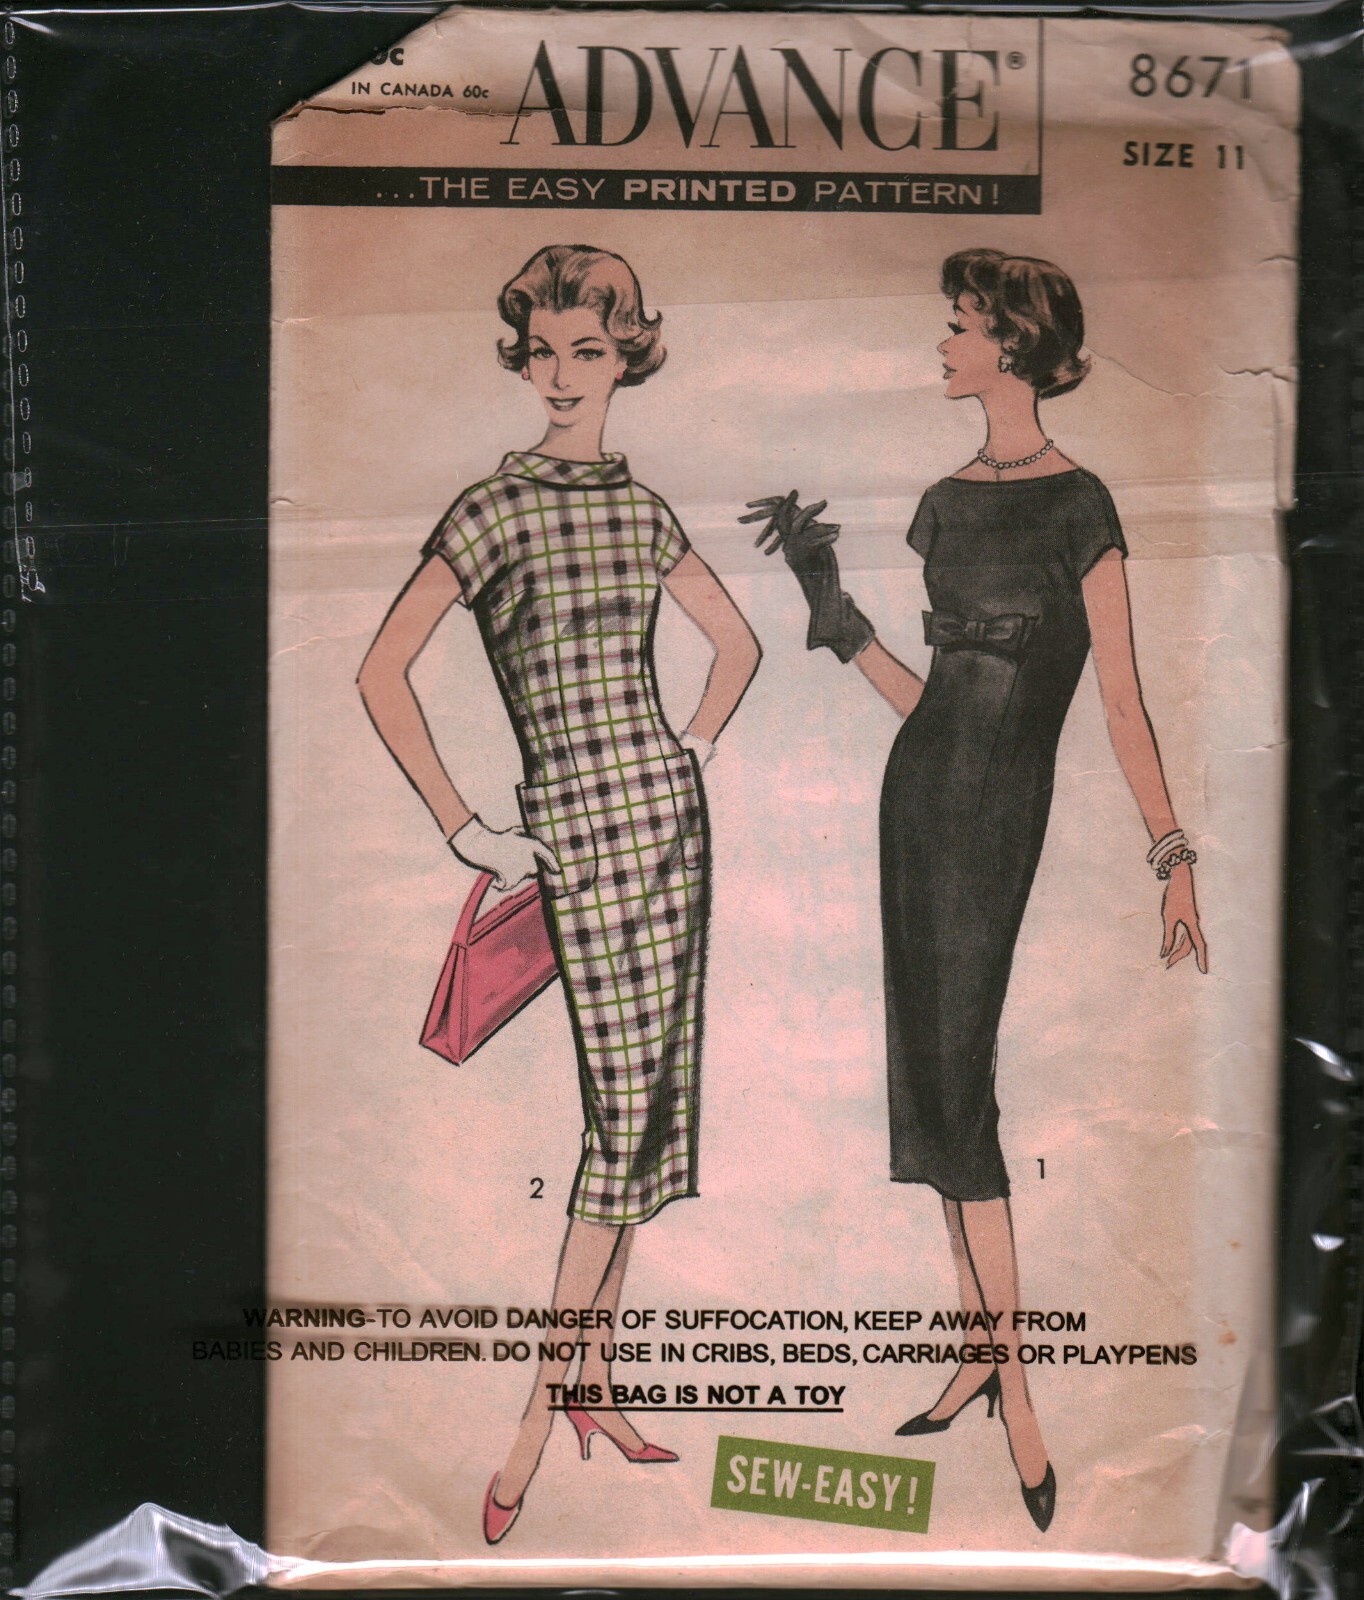 IN CANADA 60c
ADVANCE®
8671
SIZE 11
...THE EASY PRINTED PATTERN!
2
1
WARNING-TO AVOID DANGER OF SUFFOCATION, KEEP AWAY FROM
BABIES AND CHILDREN. DO NOT USE IN CRIBS, BEDS, CARRIAGES OR PLAYPENS
THIS BAG IS NOT A TOY
SEW-EASY!